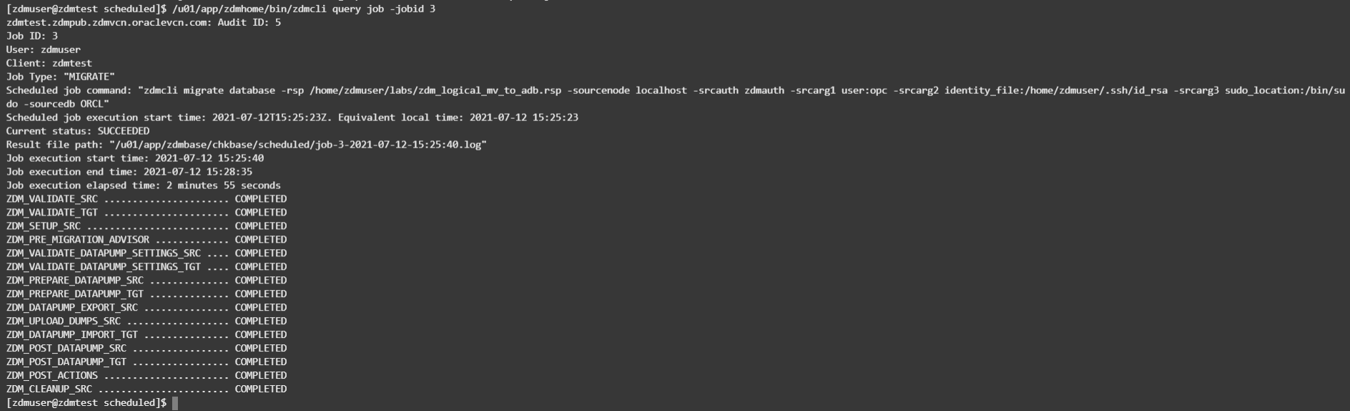 [zdmuser@zdmtest scheduled]$ /u01/app/zdmhome/bin/zdmcli query job -jobid 3
zdmtest.zdmpub.zdmvcn.oraclevcn.com: Audit ID: 5
Job ID: 3
User: zdmuser
Client: zdmtest
Job Type: "MIGRATE"
Scheduled job command: "zdmcli migrate database -rsp /home/zdmuser/labs/zdm_logical_mv_to_adb.rsp -sourcenode localhost -srcauth zdmauth -srcarg1 user:opc -srcarg2 identity_file:/home/zdmuser/.ssh/id_rsa -srcarg3 sudo_location:/bin/su
do -sourcedb ORCL"
Scheduled job execution start time: 2021-07-12T15:25:23Z. Equivalent local time: 2021-07-12 15:25:23
Current status: SUCCEEDED
Result file path: "/u01/app/zdmbase/chkbase/scheduled/job-3-2021-07-12-15:25:40.log"
Job execution start time: 2021-07-12 15:25:40
Job execution end time: 2021-07-12 15:28:35
Job execution elapsed time: 2 minutes 55 seconds
ZDM_VALIDATE_SRC ...................... COMPLETED
ZDM_VALIDATE_TGT ...................... COMPLETED
ZDM_SETUP_SRC ......................... COMPLETED
ZDM_PRE_MIGRATION_ADVISOR ............. COMPLETED
ZDM_VALIDATE_DATAPUMP_SETTINGS_SRC .... COMPLETED
ZDM_VALIDATE_DATAPUMP_SETTINGS_TGT .... COMPLETED
ZDM_PREPARE_DATAPUMP_SRC .............. COMPLETED
ZDM_PREPARE_DATAPUMP_TGT .............. COMPLETED
ZDM_DATAPUMP_EXPORT_SRC ............... COMPLETED
ZDM_UPLOAD_DUMPS_SRC .................. COMPLETED
ZDM_DATAPUMP_IMPORT_TGT ............... COMPLETED
ZDM_POST_DATAPUMP_SRC ................. COMPLETED
ZDM_POST_DATAPUMP_TGT ................. COMPLETED
ZDM_POST_ACTIONS ...................... COMPLETED
ZDM_CLEANUP_SRC ....................... COMPLETED
[zdmuser@zdmtest scheduled]$